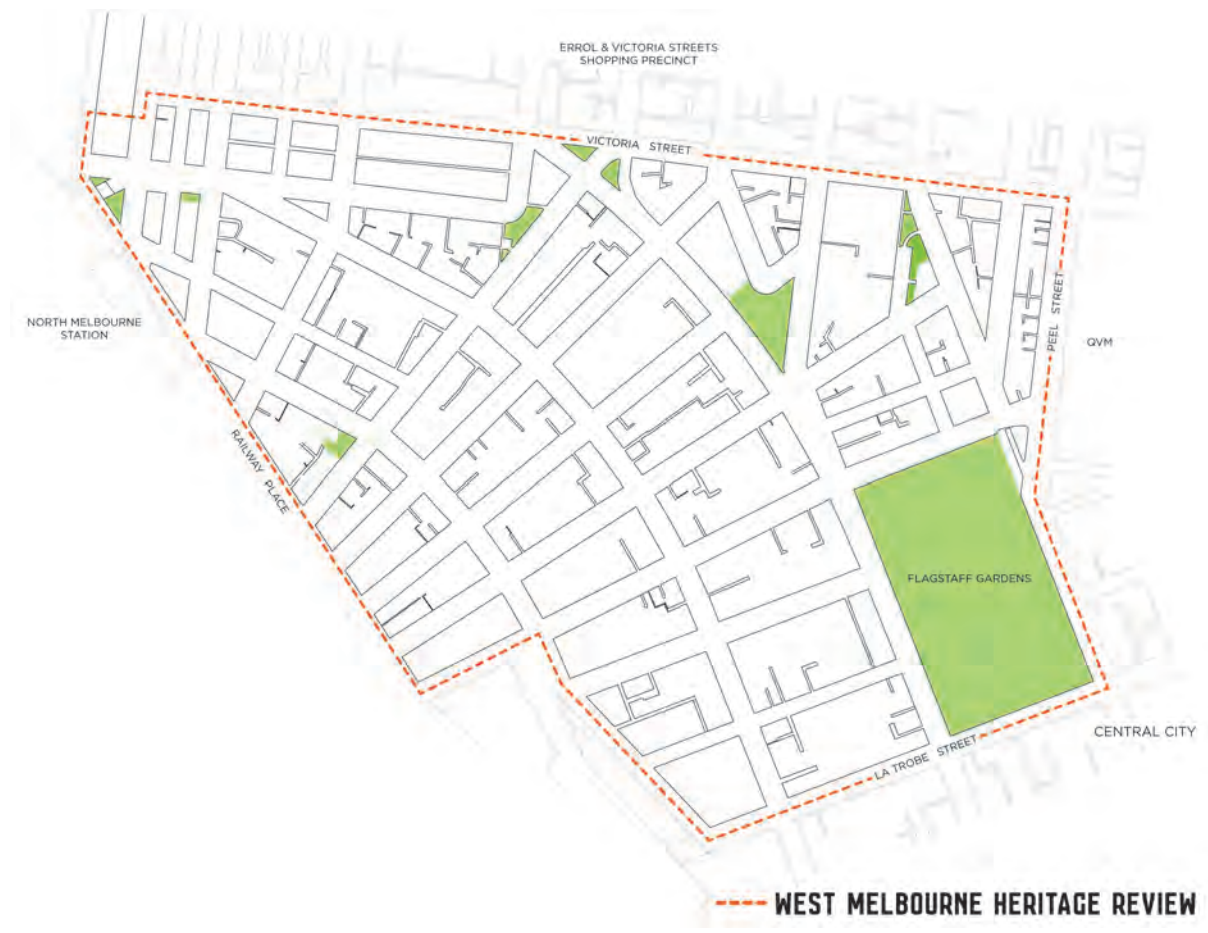 ERROL & VICTORIA STREETS
SHOPPING PRECINCT
VICTORIA STREET
PEEL STREET
NORTH MELBOURNE
STATION
QVM
RAILWAY PLACE
FLAGSTAFF GARDENS
CENTRAL CITY
LA TROBE STREET
WEST MELBOURNE HERITAGE REVIEW